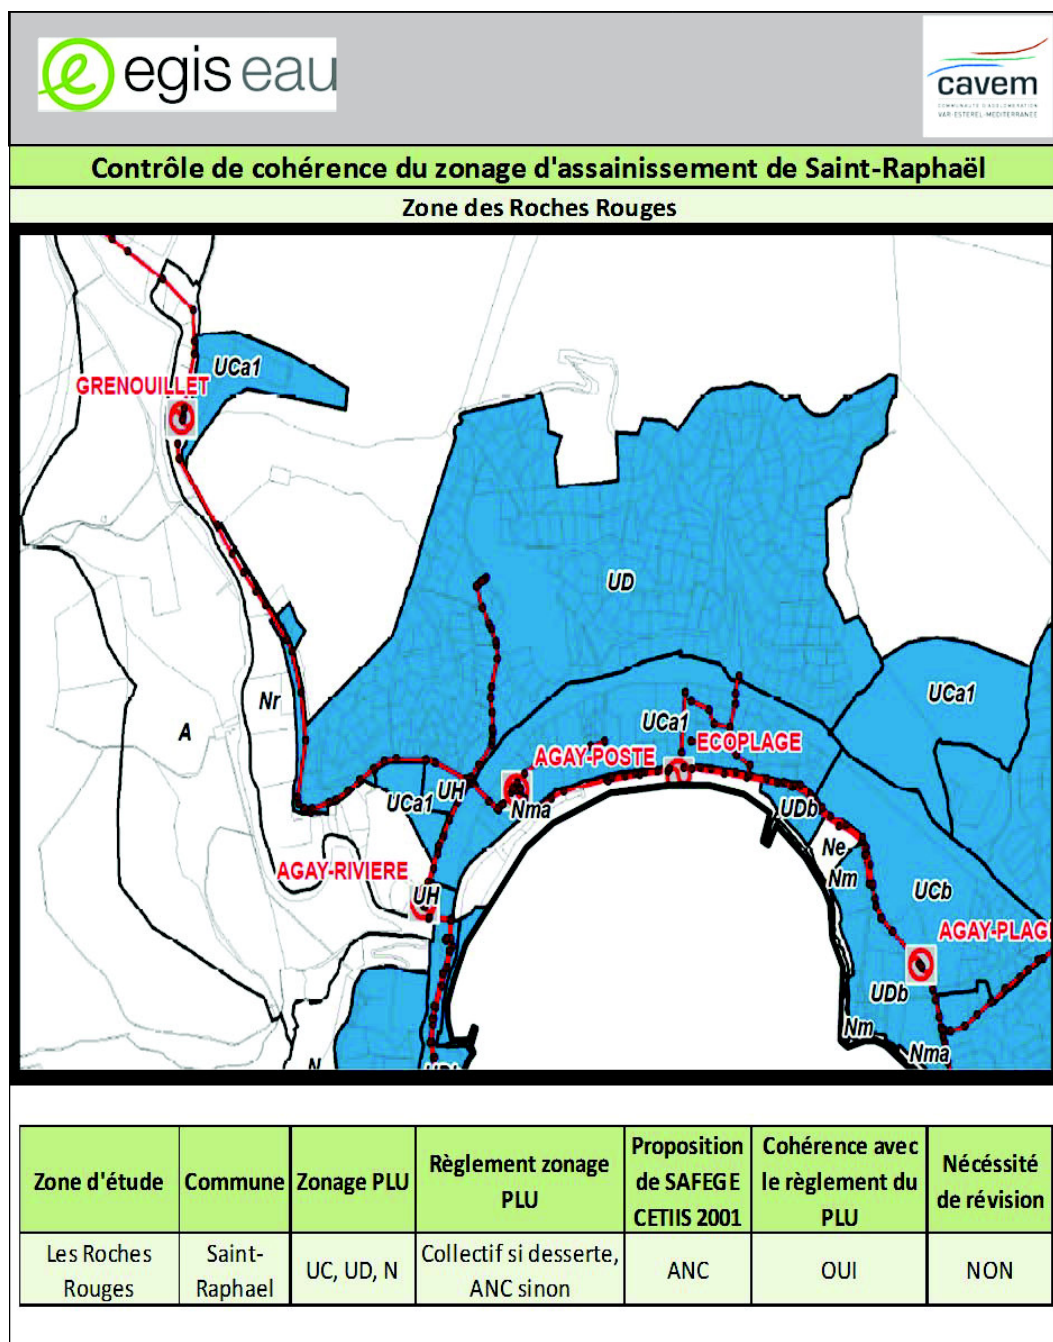 egis eau
cavem
COMMUNAUTÉ D'AGGLOMÉRATION
VAR-ESTEREL-MEDITERRANEE
Contrôle de cohérence du zonage d'assainissement de Saint-Raphaël
Zone des Roches Rouges
UCa1
GRENOUILLET
UD
Nr
A
UCa1
UCa1
AGAY-POSTE
ECOPLAGE
UH
UCa1
Nma
UDb
Ne
AGAY-RIVIERE
Nm
UH
UCb
AGAY-PLAG
UDb
Nm
Nma
N
Zone d'étude
Commune
Zonage PLU
Règlement zonage
PLU
Proposition
de SAFEGE
CETIIS 2001
Cohérence avec
le règlement du
PLU
Nécéssité
de révision
Les Roches
Rouges
Saint-
Raphael
UC, UD, N
Collectif si desserte,
ANC sinon
ANC
OUI
NON